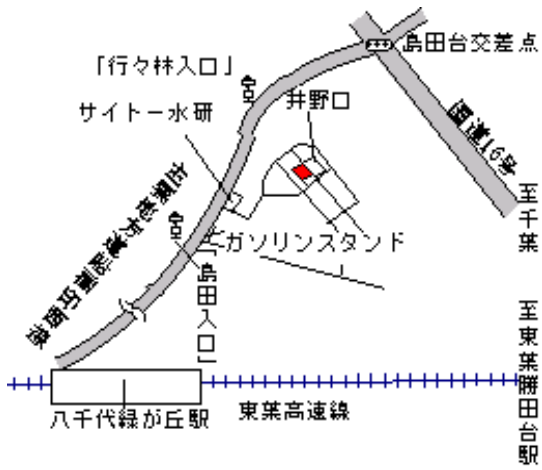 島田台交差点
「行々林入口」
井野口
サイトー水研
国道16号
至千葉
ガソリンスタンド
「島田入口」
至東葉勝田台駅
八千代緑が丘駅
東葉高速線